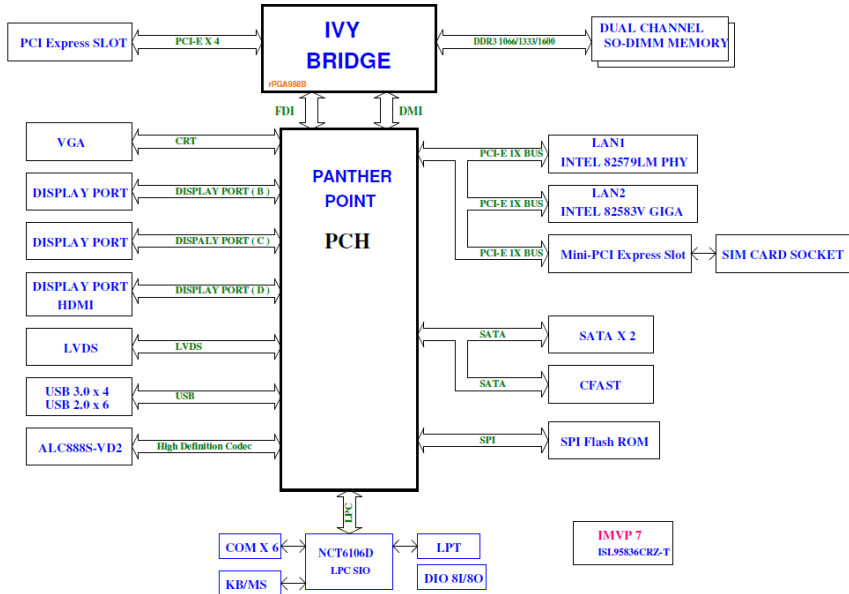 IVY
BRIDGE
rPGA988B
PCI Express SLOT
PCI-E X 4
DDR3 1066/1333/1600
DUAL CHANNEL
SO-DIMM MEMORY
FDI
DMI
PANTHER
POINT
PCH
VGA
CRT
DISPLAY PORT
DISPLAY PORT ( B )
DISPLAY PORT
DISPALY PORT ( C )
DISPLAY PORT
HDMI
DISPLAY PORT ( D )
LVDS
LVDS
USB 3.0 x 4
USB 2.0 x 6
USB
ALC888S-VD2
High Definition Codec
PCI-E 1X BUS
LAN1
INTEL 82579LM PHY
PCI-E 1X BUS
LAN2
INTEL 82583V GIGA
PCI-E 1X BUS
Mini-PCI Express Slot
SIM CARD SOCKET
SATA
SATA X 2
SATA
CFAST
SPI
SPI Flash ROM
LPC
COM X 6
NCT6106D
LPC SIO
LPT
KB/MS
DIO 8I/8O
IMVP 7
ISL95836CRZ-T